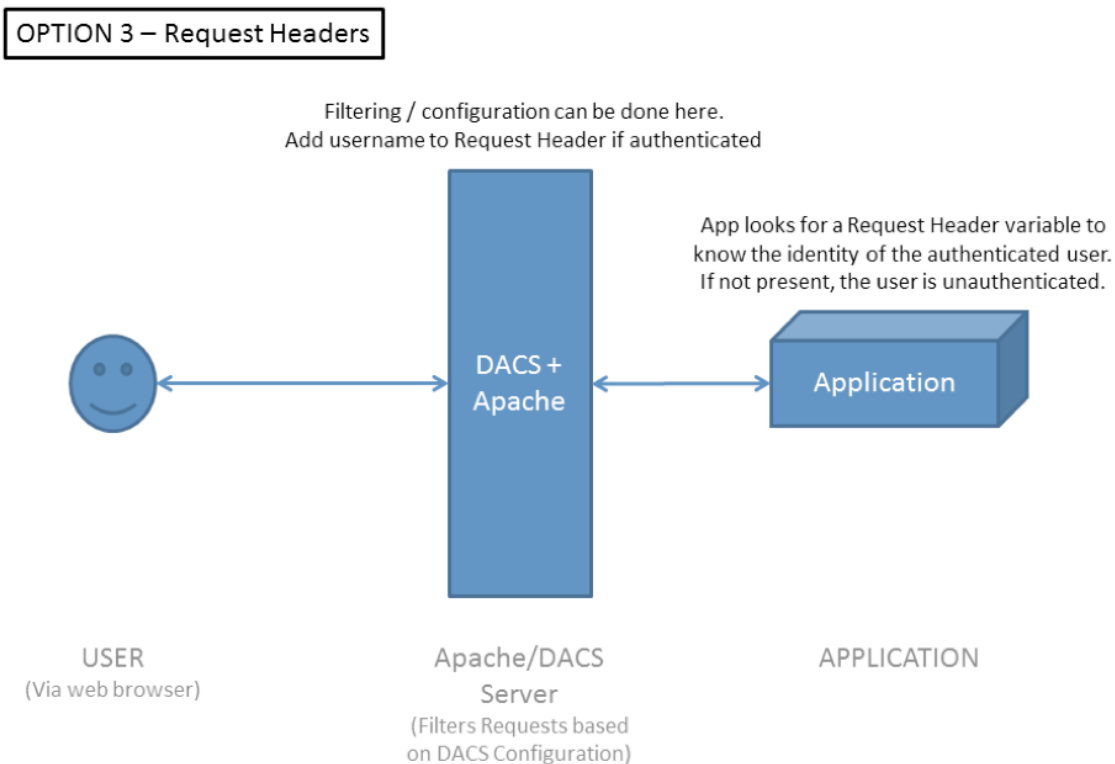 OPTION 3 – Request Headers
Filtering / configuration can be done here.
Add username to Request Header if authenticated
App looks for a Request Header variable to
know the identity of the authenticated user.
If not present, the user is unauthenticated.
DACS +
Apache
Application
USER
(Via web browser)
Apache/DACS
Server
(Filters Requests based
on DACS Configuration)
APPLICATION